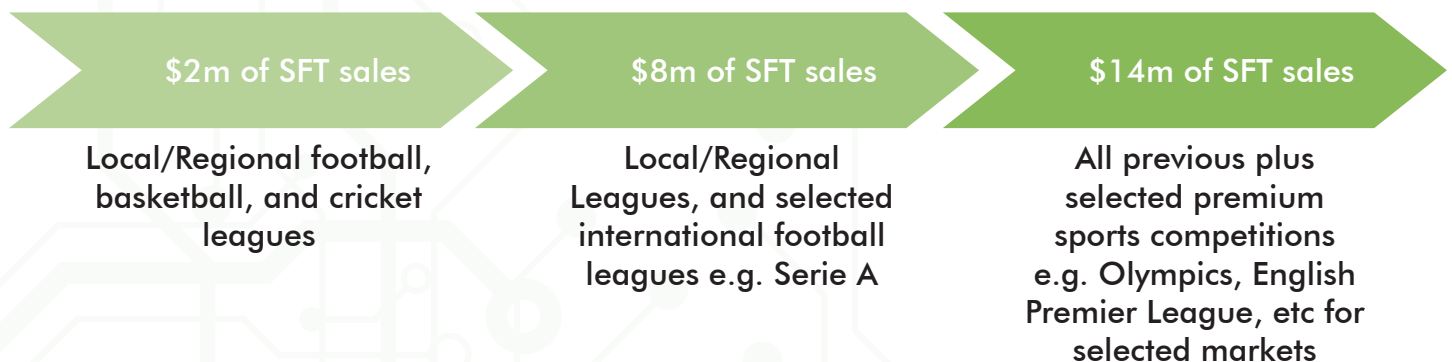 $2m of SFT sales
Local/Regional football,
basketball, and cricket
leagues
$8m of SFT sales
Local/Regional
Leagues, and selected
international football
leagues e.g. Serie A
$14m of SFT sales
All previous plus
selected premium
sports competitions
e.g. Olympics, English
Premier League, etc for
selected markets